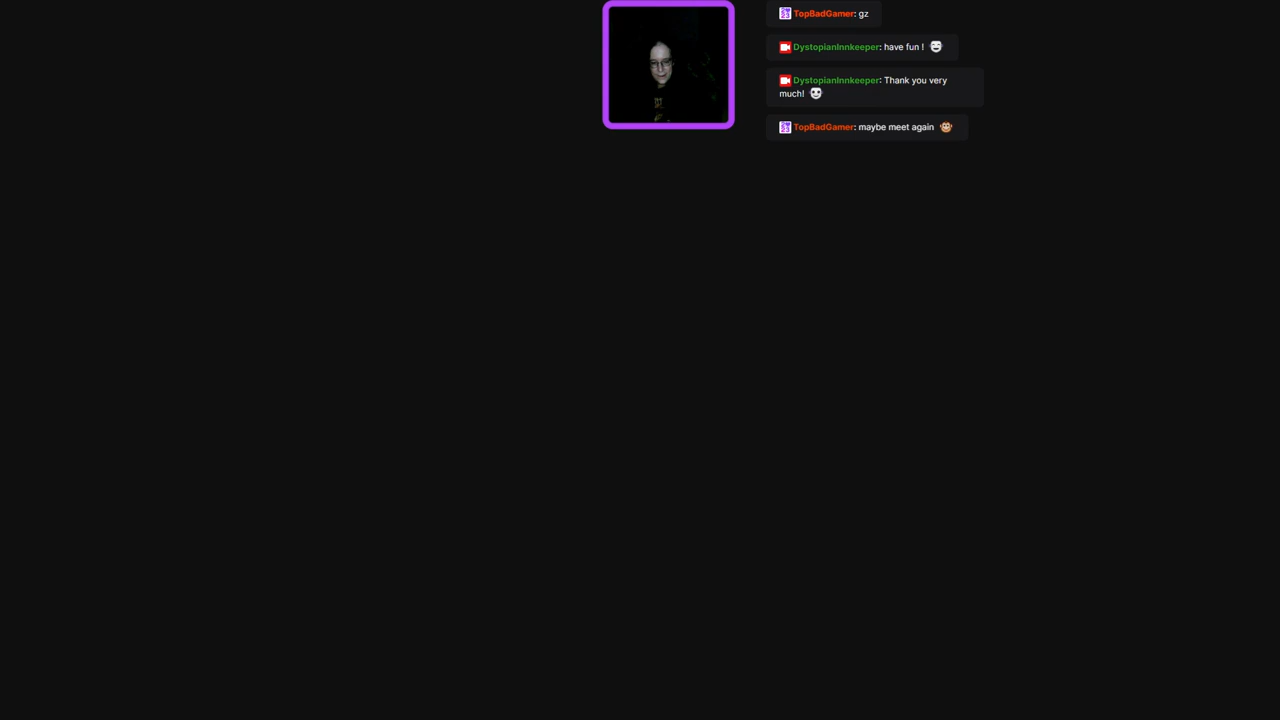 TopBadGamer: gz
DystopianInnkeeper: have fun !
DystopianInnkeeper: Thank you very
much!
TopBadGamer: maybe meet again